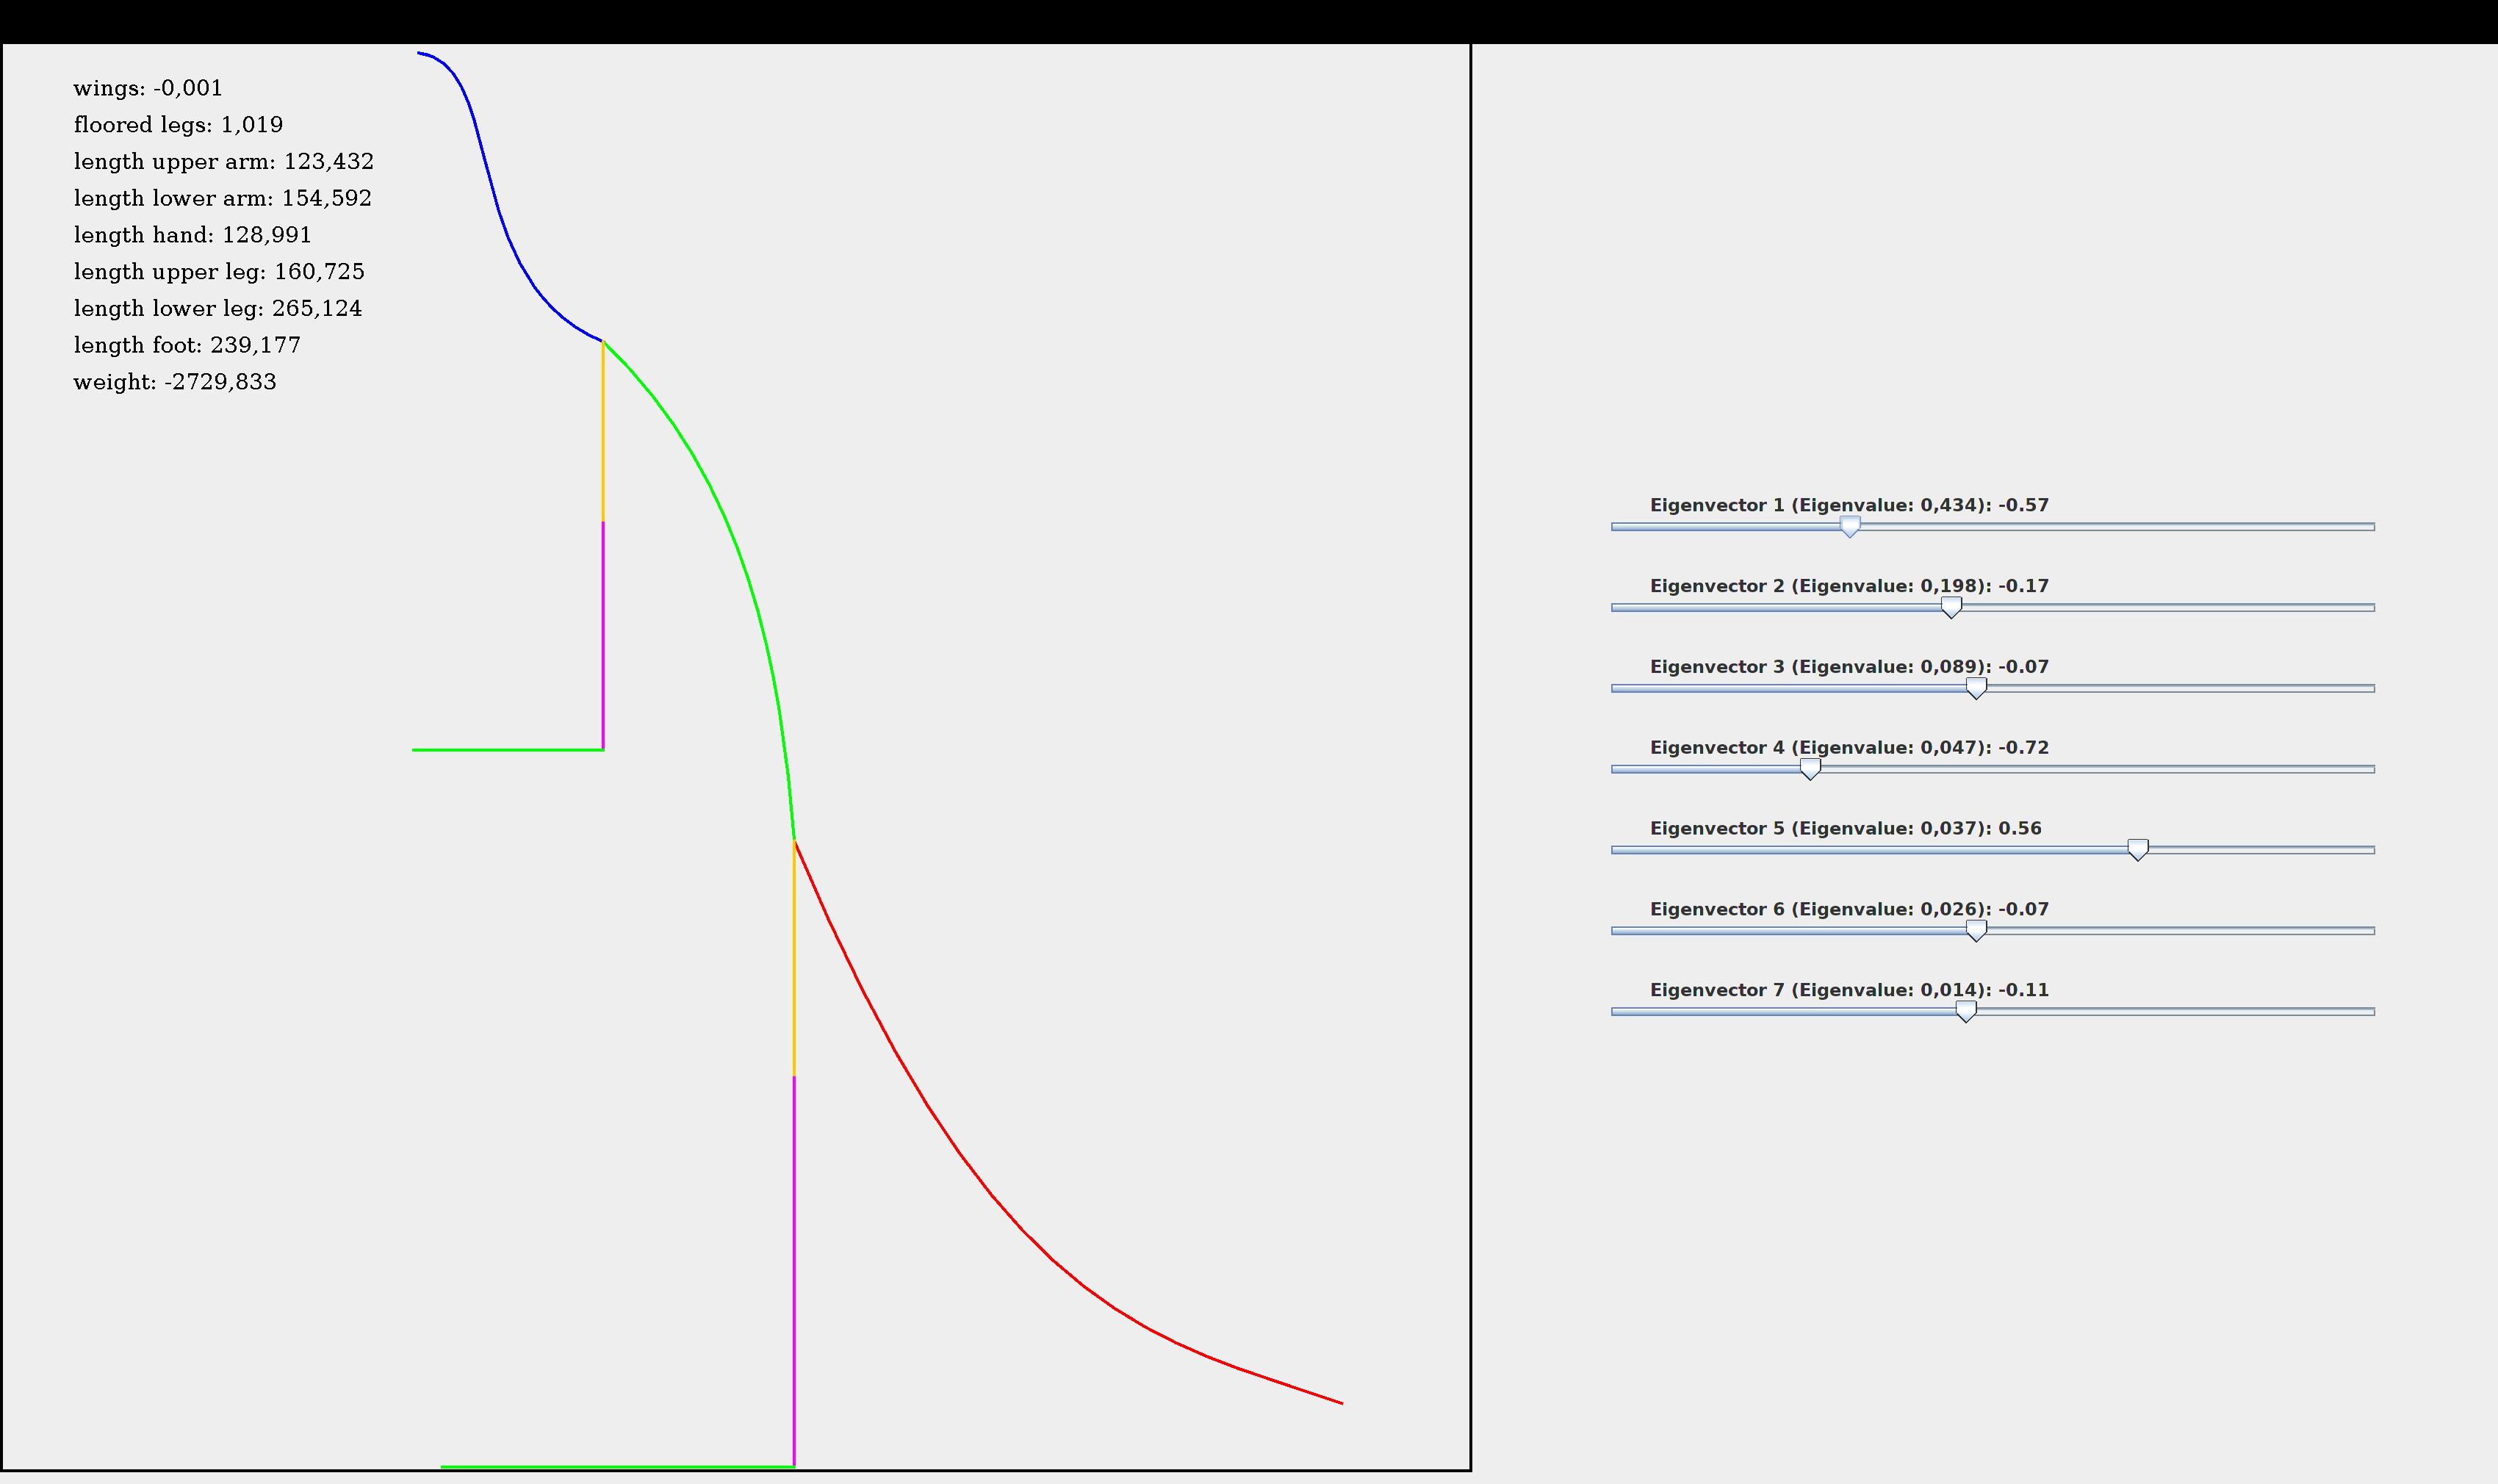 wings: -0,001
floored legs: 1,019
length upper arm: 123,432
length lower arm: 154,592
length hand: 128,991
length upper leg: 160,725
length lower leg: 265,124
length foot: 239,177
weight: -2729,833
Eigenvector 1 (Eigenvalue: 0,434): -0.57
Eigenvector 2 (Eigenvalue: 0,198): -0.17
Eigenvector 3 (Eigenvalue: 0,089): -0.07
Eigenvector 4 (Eigenvalue: 0,047): -0.72
Eigenvector 5 (Eigenvalue: 0,037): 0.56
Eigenvector 6 (Eigenvalue: 0,026): -0.07
Eigenvector 7 (Eigenvalue: 0,014): -0.11